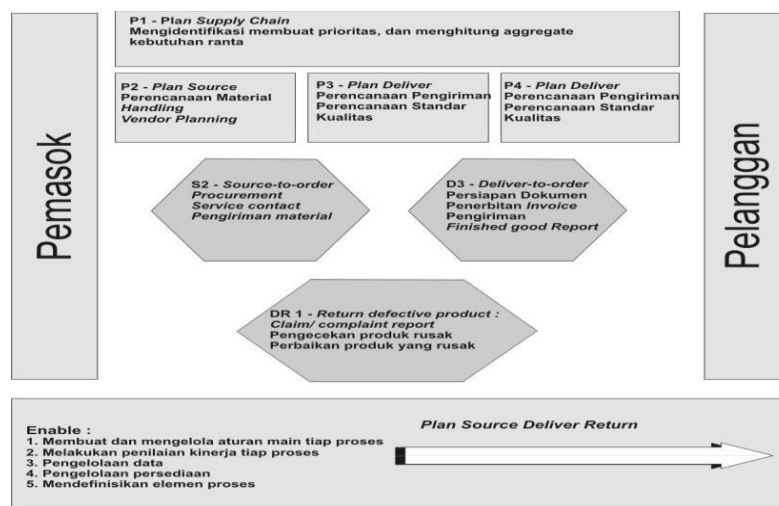 P1 - Plan Supply Chain
Mengidentifikasi membuat prioritas, dan menghitung aggregate
kebutuhan ranta
Pemasok
P2 - Plan Source
Perencanaan Material
Handling
Vendor Planning
P3 - Plan Deliver
Perencanaan Pengiriman
Perencanaan Standar
Kualitas
P4 - Plan Deliver
Perencanaan Pengiriman
Perencanaan Standar
Kualitas
Pelanggan
S2 - Source-to-order
Procurement
Service contact
Pengiriman material
D3 - Deliver-to-order
Persiapan Dokumen
Penerbitan Invoice
Pengiriman
Finished good Report
DR 1 - Return defective product :
Claim/ complaint report
Pengecekan produk rusak
Perbaikan produk yang rusak
Enable :
1. Membuat dan mengelola aturan main tiap proses
2. Melakukan penilaian kinerja tiap proses
3. Pengelolaan data
4. Pengelolaan persediaan
5. Mendefinisikan elemen proses
Plan Source Deliver Return